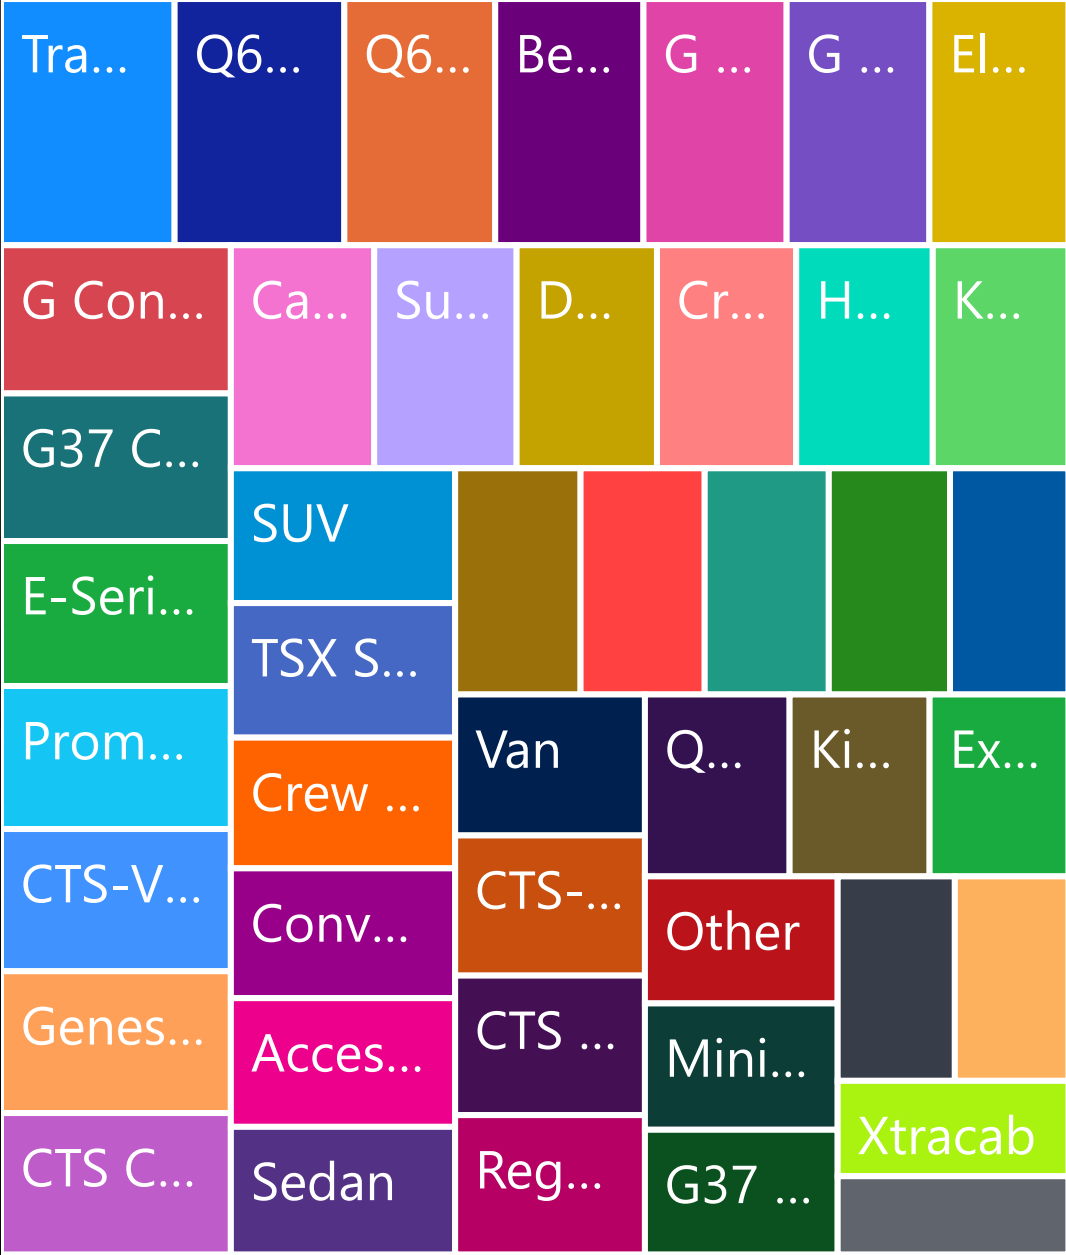 Tra...
Q6...
Q6...
Be...
G ...
G ...
El...
G Con...
Ca...
Su...
D...
Cr...
H...
K...
G37 C...
SUV
E-Seri...
TSX S...
Prom...
Crew ...
Van
Q...
Ki...
Ex...
CTS-V...
Conv...
CTS-...
Other
Genes...
Acces...
CTS ...
Mini...
Xtracab
CTS C...
Sedan
Reg...
G37 ...